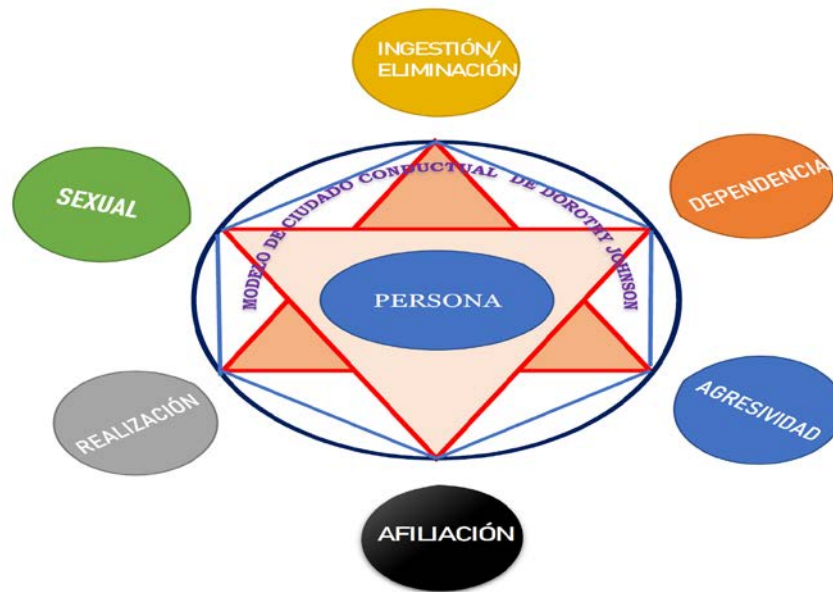 INGESTIÓN/
ELIMINACIÓN
SEXUAL
DEPENDENCIA
MODELO DE CIUDADO CONDUCTUAL DE DOROTHY JOHNSON
PERSONA
REALIZACIÓN
AGRESIVIDAD
AFILIACIÓN